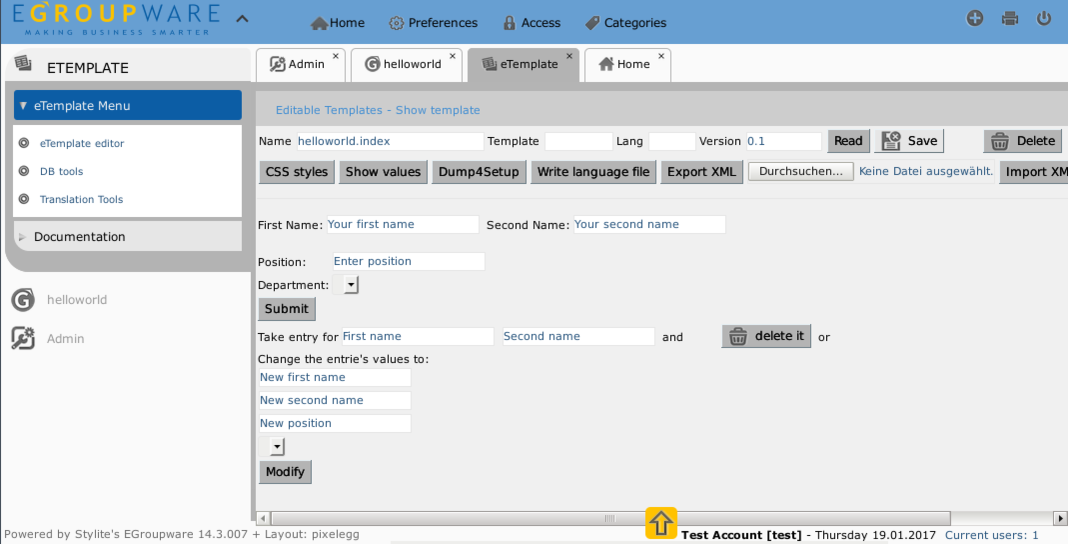 EGROUPWARE
MAKING BUSINESS SMARTER
Home Preferences Access Categories
ETEMPLATE
Admin × helloworld × eTemplate × Home ×
eTemplate Menu
eTemplate editor
DB tools
Translation Tools
Documentation
helloworld
Admin
Editable Templates - Show template
Name helloworld.index Template Lang Version 0.1 Read Save Delete
CSS styles Show values Dump4Setup Write language file Export XML Durchsuchen... Keine Datei ausgewählt. Import XM
First Name: Your first name Second Name: Your second name
Position: Enter position
Department:
Submit
Take entry for First name Second name and delete it or
Change the entrie's values to:
New first name
New second name
New position
Modify
Powered by Stylite's EGroupware 14.3.007 + Layout: pixelegg
Test Account [test] - Thursday 19.01.2017 Current users: 1